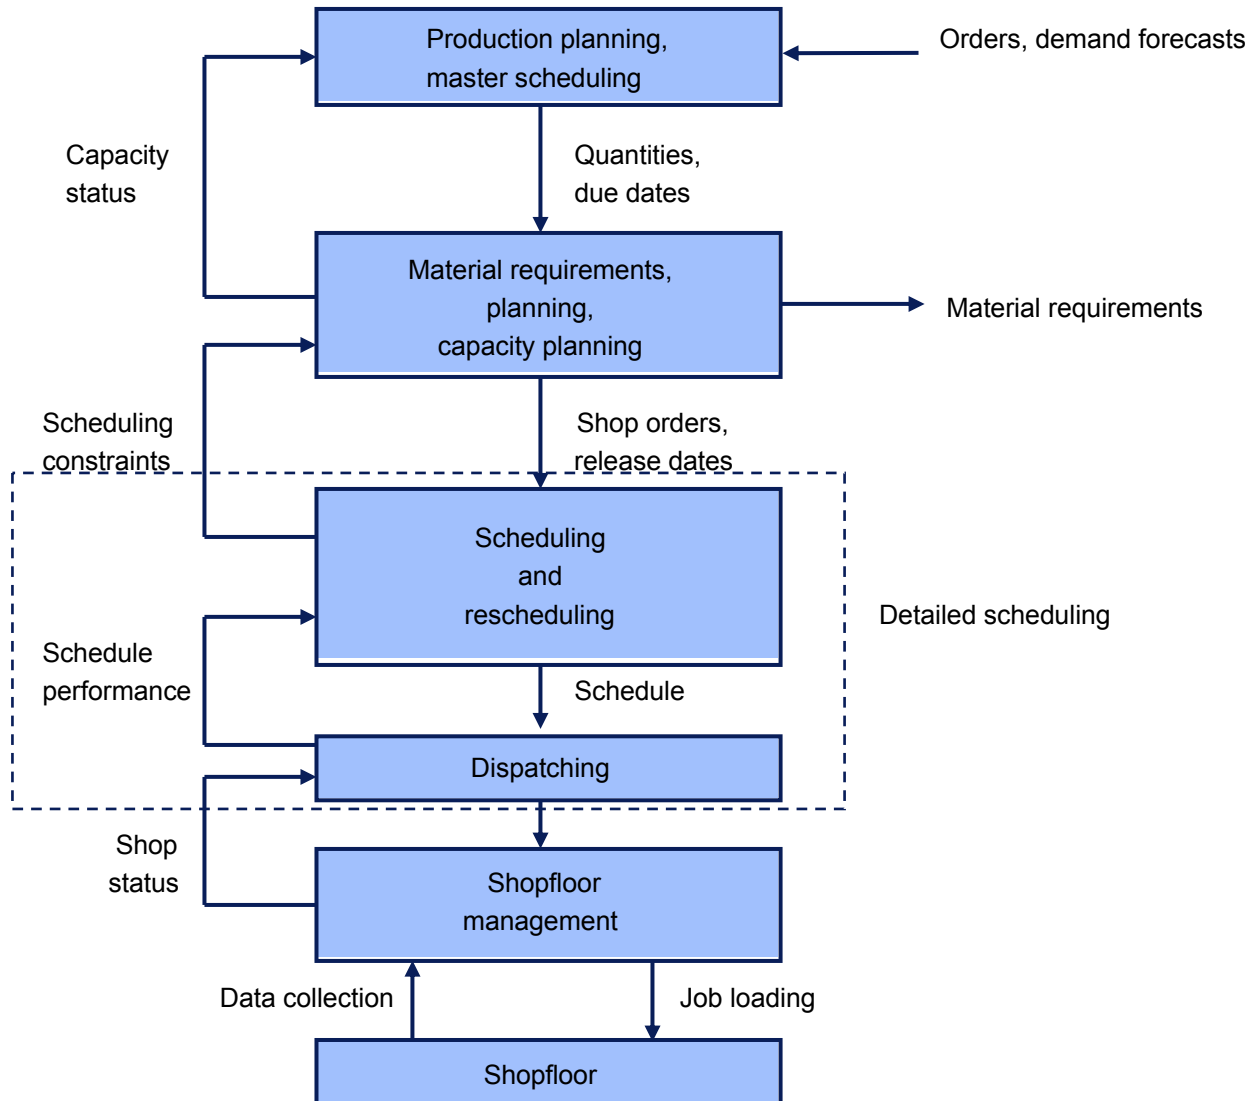 Production planning,
master scheduling
Orders, demand forecasts
Capacity
status
Quantities,
due dates
Material requirements,
planning,
capacity planning
Material requirements
Scheduling
constraints
Shop orders,
release dates
Scheduling
and
rescheduling
Detailed scheduling
Schedule
performance
Schedule
Dispatching
Shop
status
Shopfloor
management
Data collection
Job loading
Shopfloor